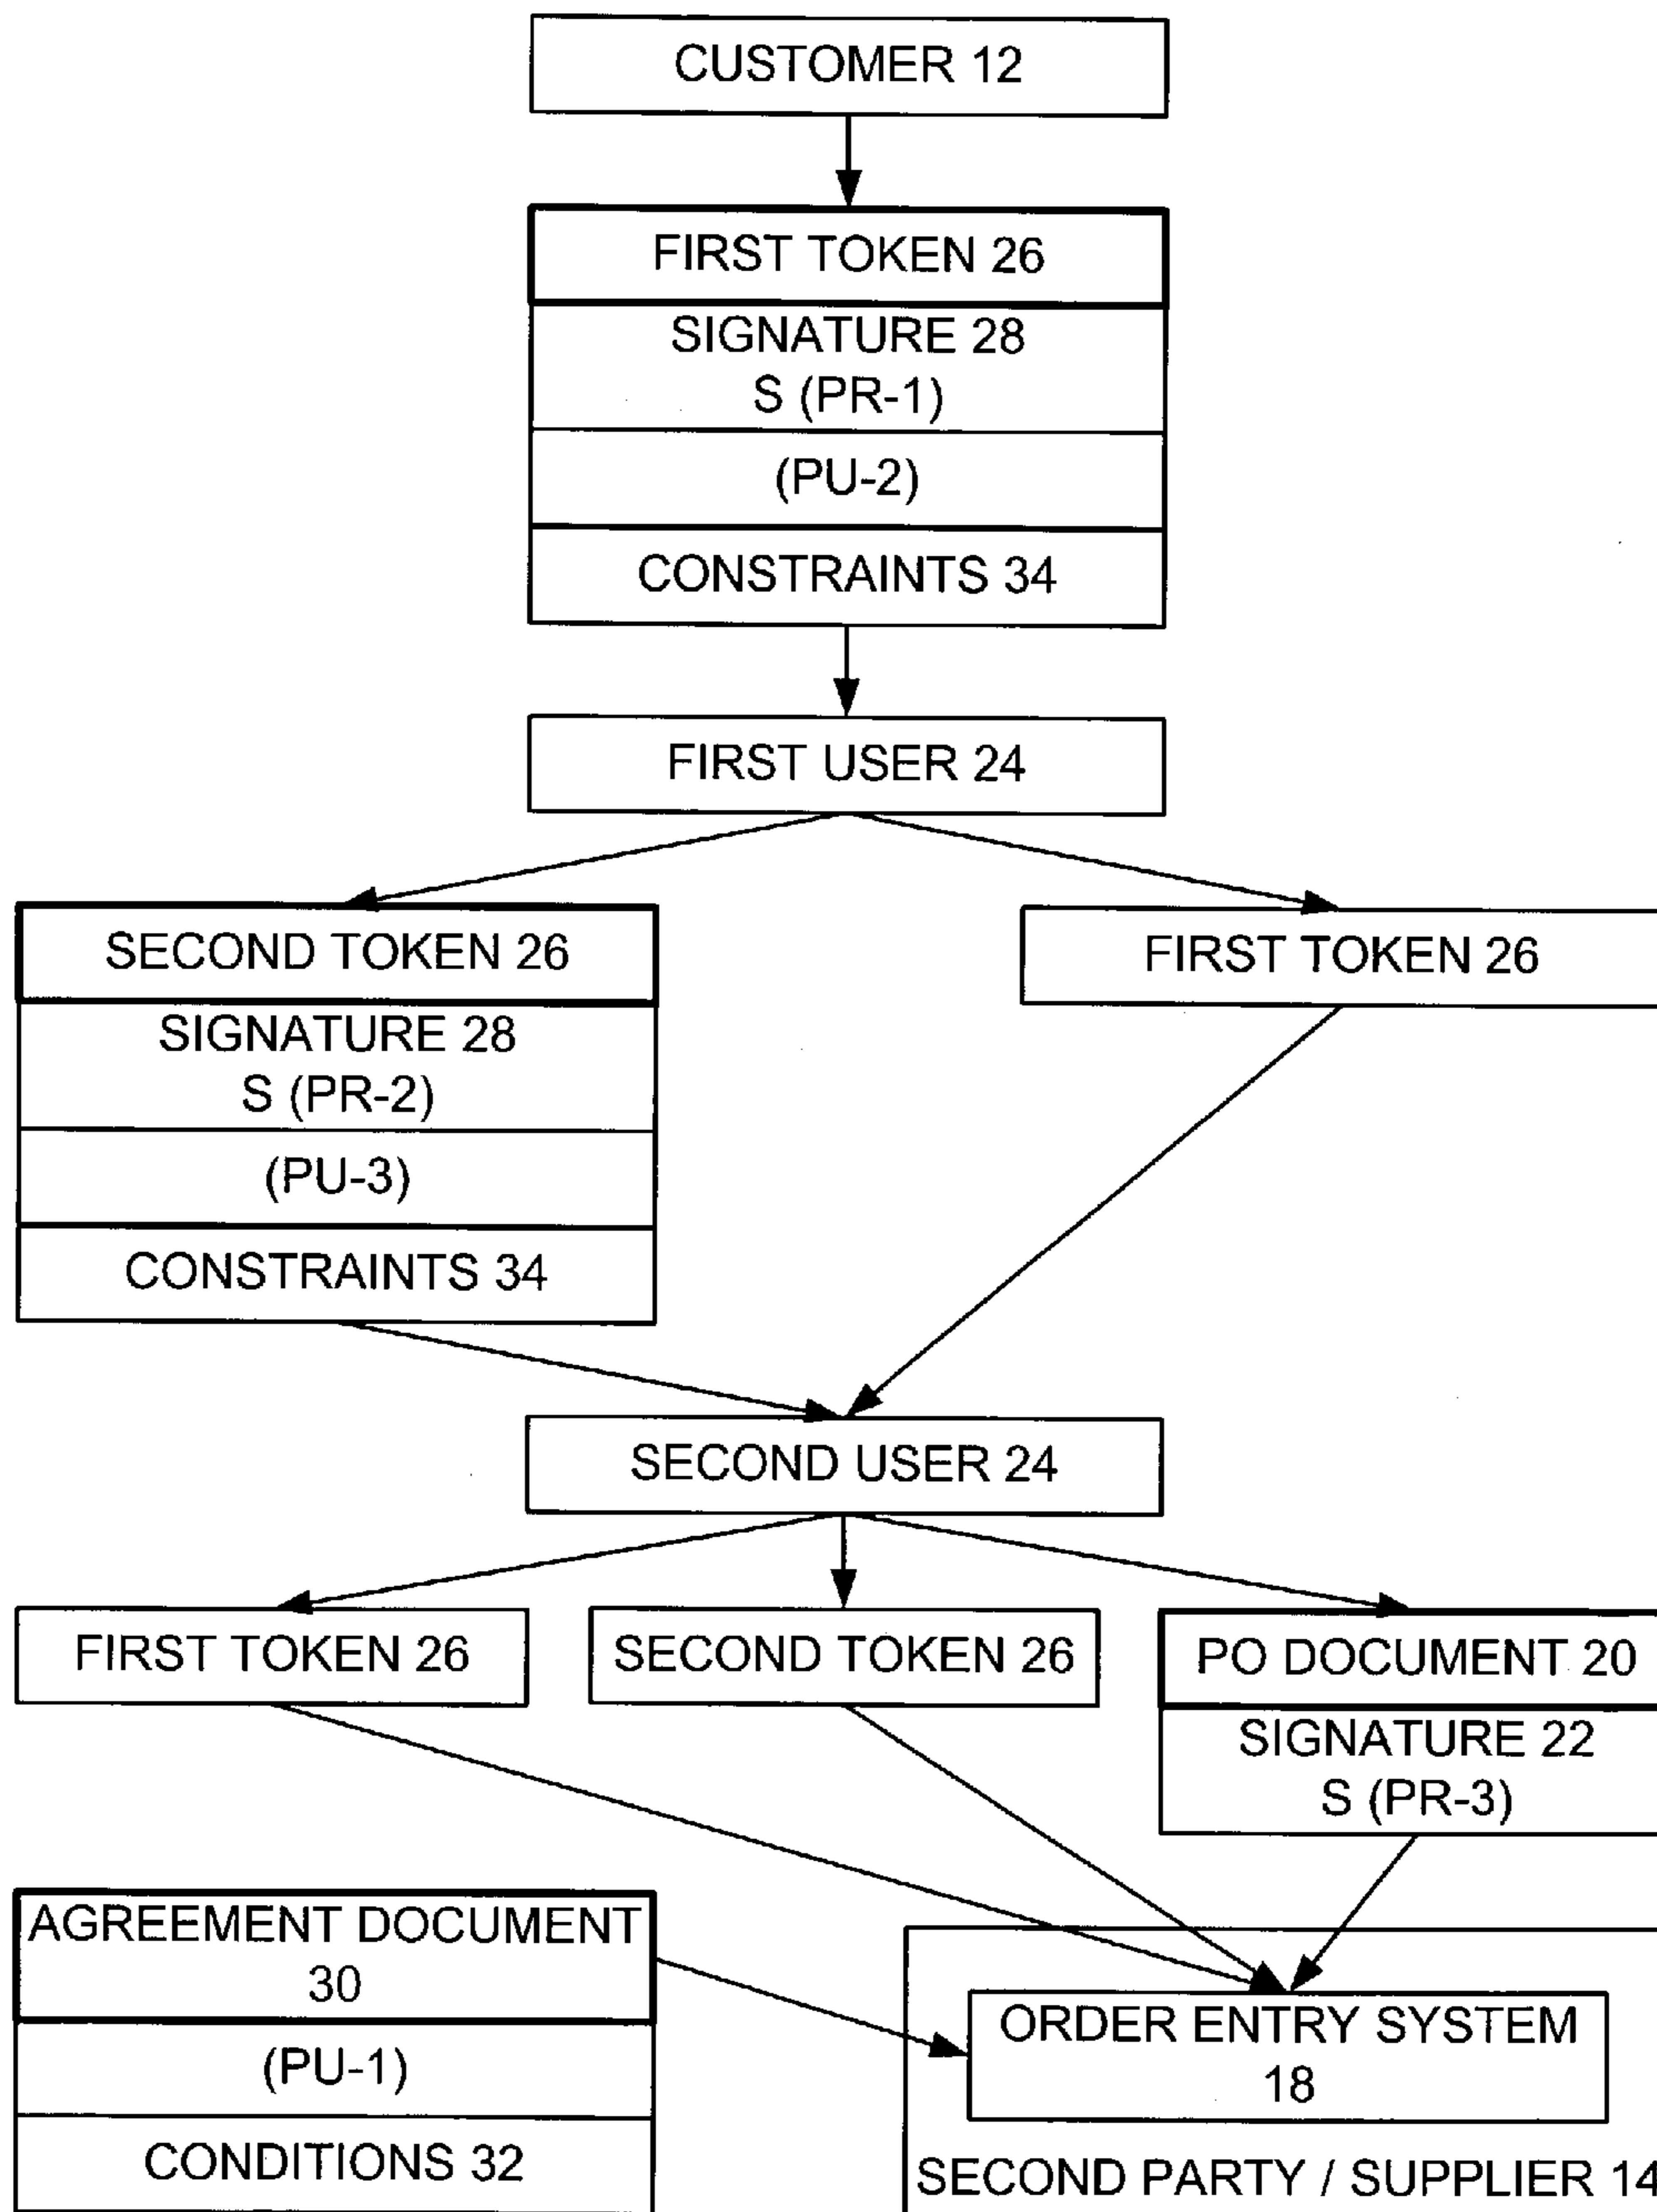 CUSTOMER 12
FIRST TOKEN 26
SIGNATURE 28
S (PR-1)
(PU-2)
CONSTRAINTS 34
FIRST USER 24
SECOND TOKEN 26
SIGNATURE 28
S (PR-2)
(PU-3)
CONSTRAINTS 34
FIRST TOKEN 26
SECOND USER 24
FIRST TOKEN 26
SECOND TOKEN 26
PO DOCUMENT 20
SIGNATURE 22
S (PR-3)
AGREEMENT DOCUMENT
30
(PU-1)
CONDITIONS 32
ORDER ENTRY SYSTEM
18
SECOND PARTY / SUPPLIER 14